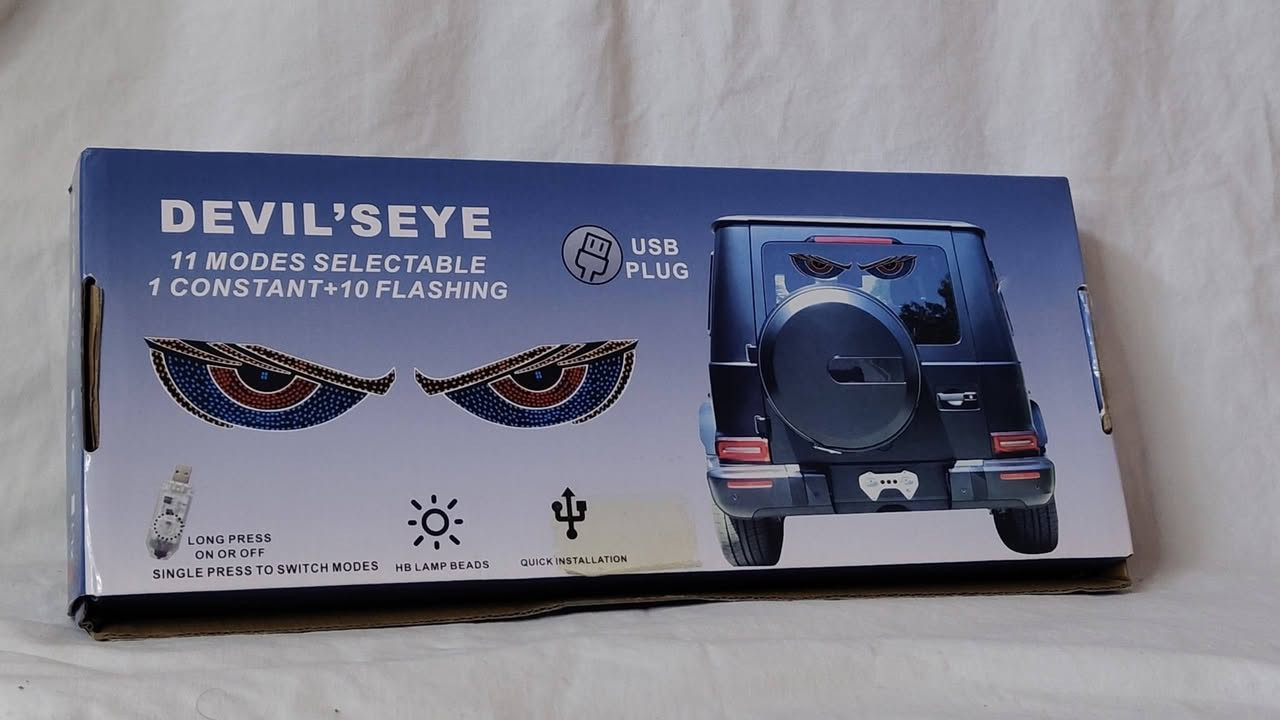 DEVIL'SEYE
11 MODES SELECTABLE
1 CONSTANT+10 FLASHING
USB
PLUG
LONG PRESS
ON OR OFF
SINGLE PRESS TO SWITCH MODES
HB LAMP BEADS
QUICK INSTALLATION